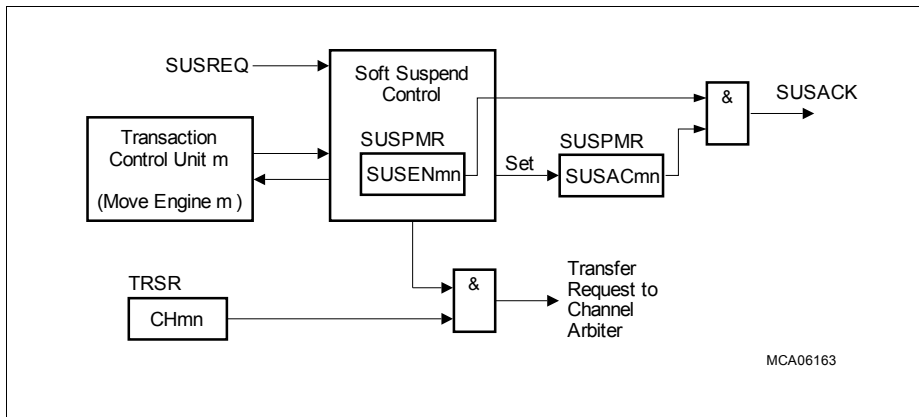 SUSREQ
Soft Suspend
Control
&
SUSACK
Transaction
Control Unit m
(Move Engine m )
SUSPMR
SUSENmn
Set
SUSPMR
SUSACmn
TRSR
CHmn
&
Transfer
Request to
Channel
Arbiter
MCA06163